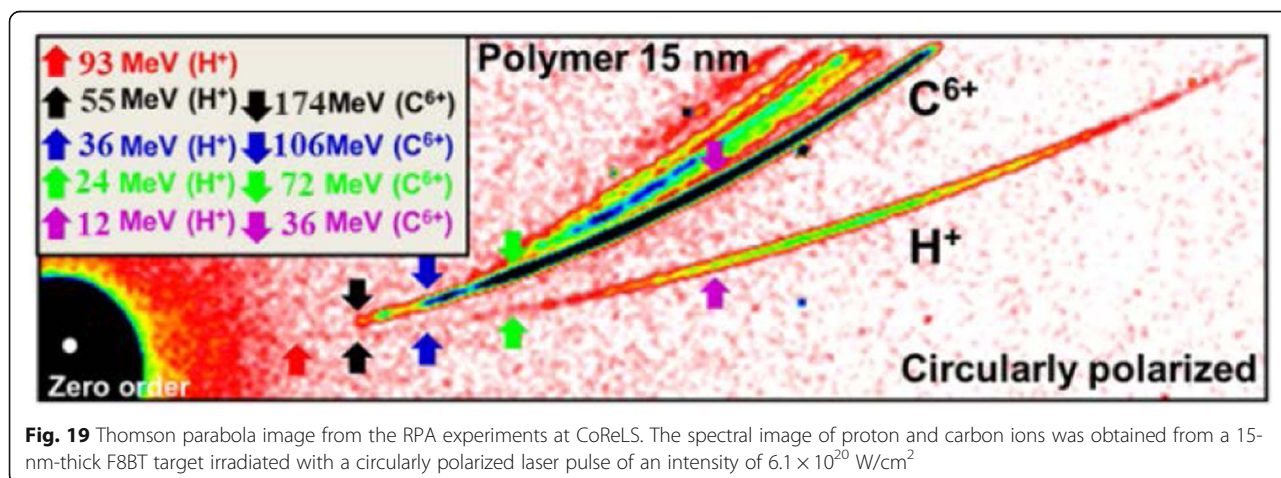 93 MeV (H⁺)
55 MeV (H⁺) 174MeV (C⁶⁺)
36 MeV (H⁺) 106MeV (C⁶⁺)
24 MeV (H⁺) 72 MeV (C⁶⁺)
12 MeV (H⁺) 36 MeV (C⁶⁺)
Polymer 15 nm
C⁶⁺
H⁺
Zero order
Circularly polarized
Fig. 19 Thomson parabola image from the RPA experiments at CoReLS. The spectral image of proton and carbon ions was obtained from a 15-
nm-thick F8BT target irradiated with a circularly polarized laser pulse of an intensity of 6.1 × 10²⁰ W/cm²